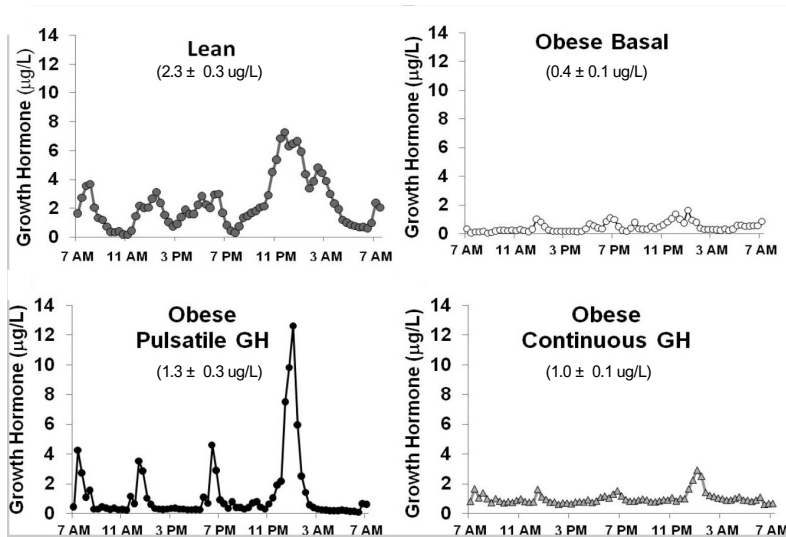 Growth Hormone (µg/L)
14
12
10
8
6
4
2
0
Lean
(2.3 ± 0.3 ug/L)
7 AM 11 AM 3 PM 7 PM 11 PM 3 AM 7 AM
Growth Hormone (µg/L)
14
12
10
8
6
4
2
0
Obese Basal
(0.4 ± 0.1 ug/L)
7 AM 11 AM 3 PM 7 PM 11 PM 3 AM 7 AM
Growth Hormone (µg/L)
14
12
10
8
6
4
2
0
Obese
Pulsatile GH
(1.3 ± 0.3 ug/L)
7 AM 11 AM 3 PM 7 PM 11 PM 3 AM 7 AM
Growth Hormone (µg/L)
14
12
10
8
6
4
2
0
Obese
Continuous GH
(1.0 ± 0.1 ug/L)
7 AM 11 AM 3 PM 7 PM 11 PM 3 AM 7 AM